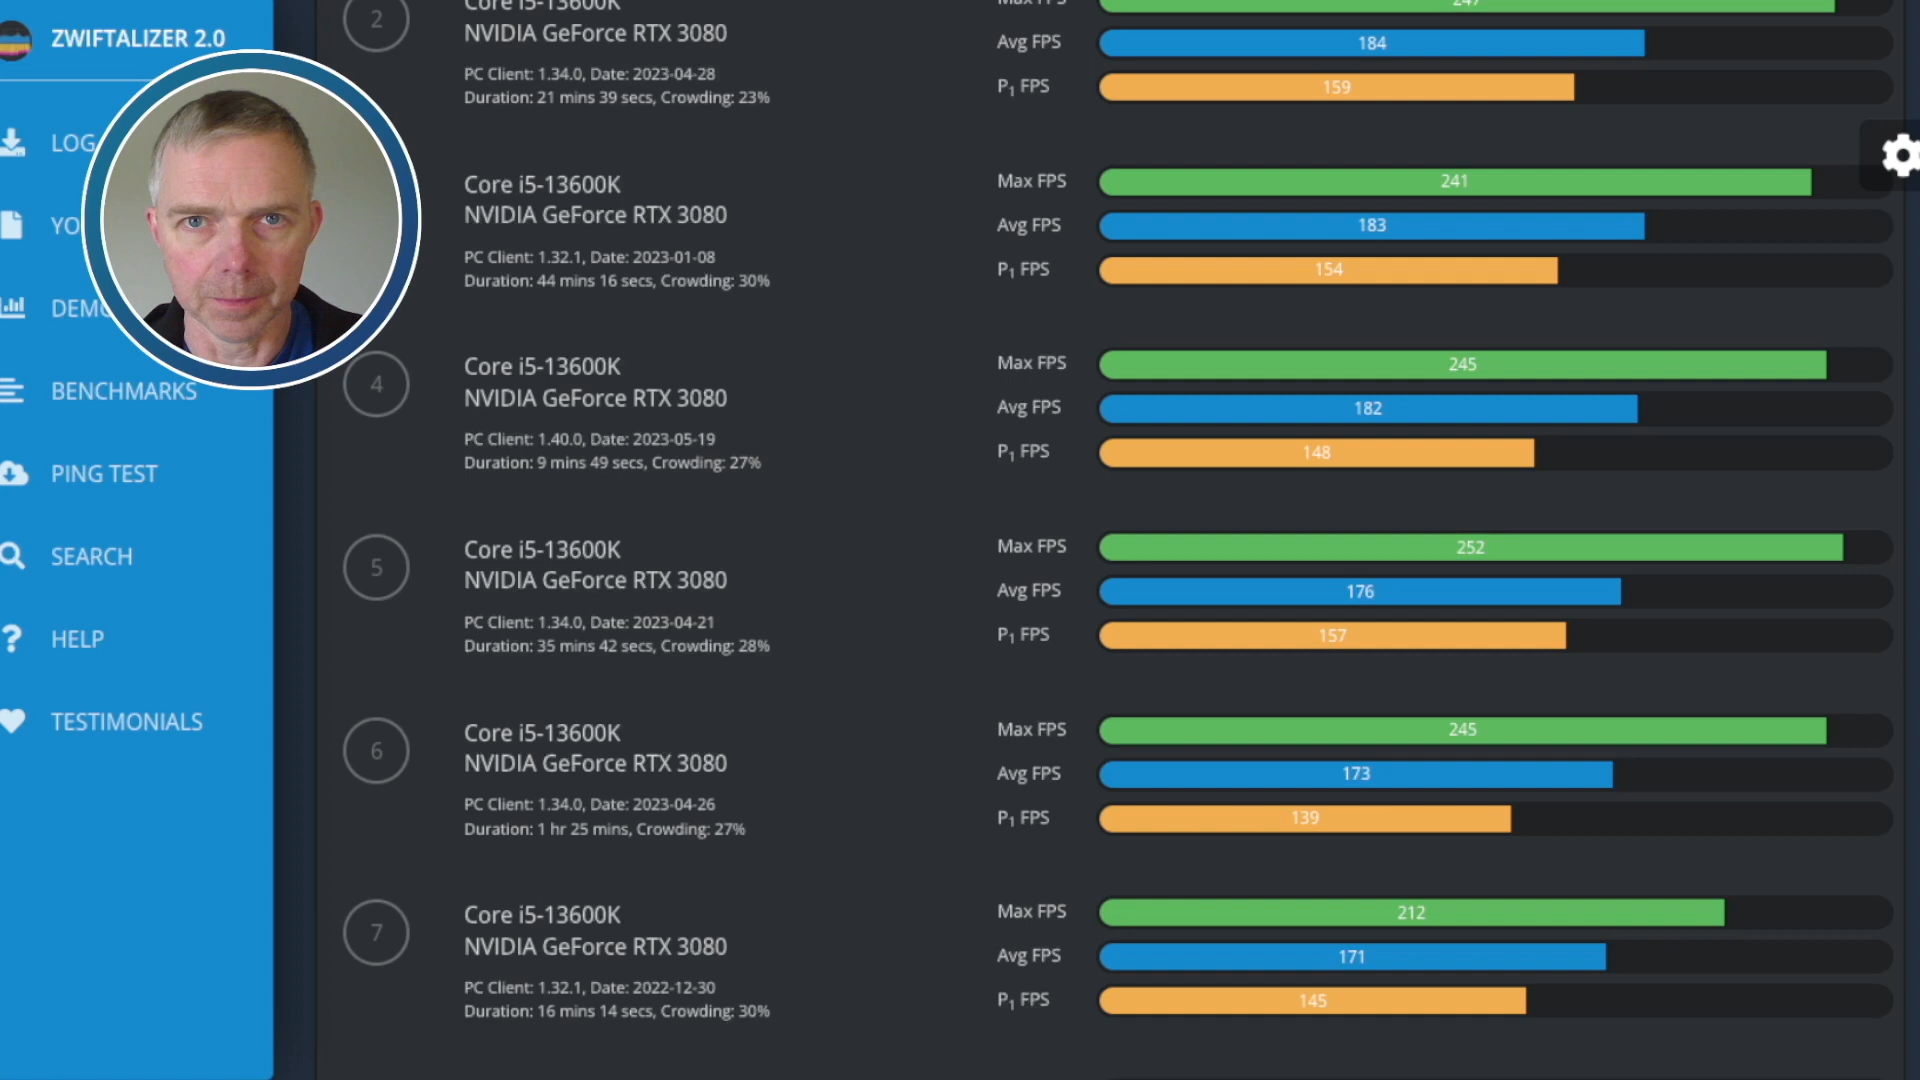 ZWIFTALIZER 2.0
LOG
YO
DEMO
BENCHMARKS
PING TEST
SEARCH
HELP
TESTIMONIALS
2
Core i5-13600K
NVIDIA GeForce RTX 3080
PC Client: 1.34.0, Date: 2023-04-28
Duration: 21 mins 39 secs, Crowding: 23%
Max FPS
247
Avg FPS
184
P1 FPS
159
Core i5-13600K
NVIDIA GeForce RTX 3080
PC Client: 1.32.1, Date: 2023-01-08
Duration: 44 mins 16 secs, Crowding: 30%
Max FPS
241
Avg FPS
183
P1 FPS
154
4
Core i5-13600K
NVIDIA GeForce RTX 3080
PC Client: 1.40.0, Date: 2023-05-19
Duration: 9 mins 49 secs, Crowding: 27%
Max FPS
245
Avg FPS
182
P1 FPS
148
5
Core i5-13600K
NVIDIA GeForce RTX 3080
PC Client: 1.34.0, Date: 2023-04-21
Duration: 35 mins 42 secs, Crowding: 28%
Max FPS
252
Avg FPS
176
P1 FPS
157
6
Core i5-13600K
NVIDIA GeForce RTX 3080
PC Client: 1.34.0, Date: 2023-04-26
Duration: 1 hr 25 mins, Crowding: 27%
Max FPS
245
Avg FPS
173
P1 FPS
139
7
Core i5-13600K
NVIDIA GeForce RTX 3080
PC Client: 1.32.1, Date: 2022-12-30
Duration: 16 mins 14 secs, Crowding: 30%
Max FPS
212
Avg FPS
171
P1 FPS
145